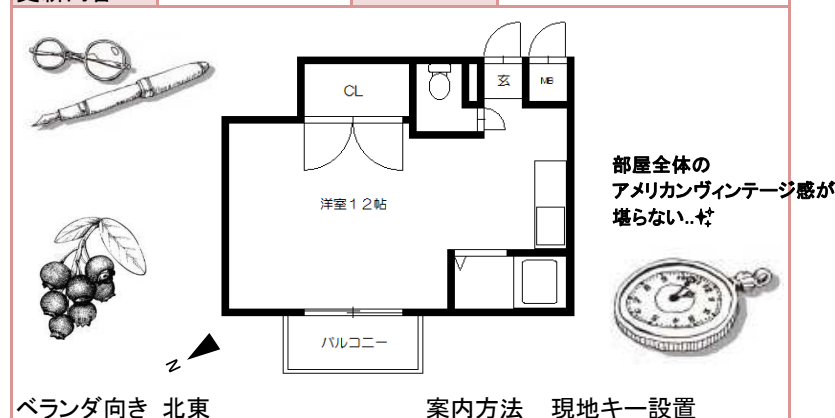 CL
玄
MB
洋室12帖
部屋全体の
アメリカンヴィンテージ感が
堪らない..✨
バルコニー
N
ベランダ向き 北東
案内方法 現地キー設置